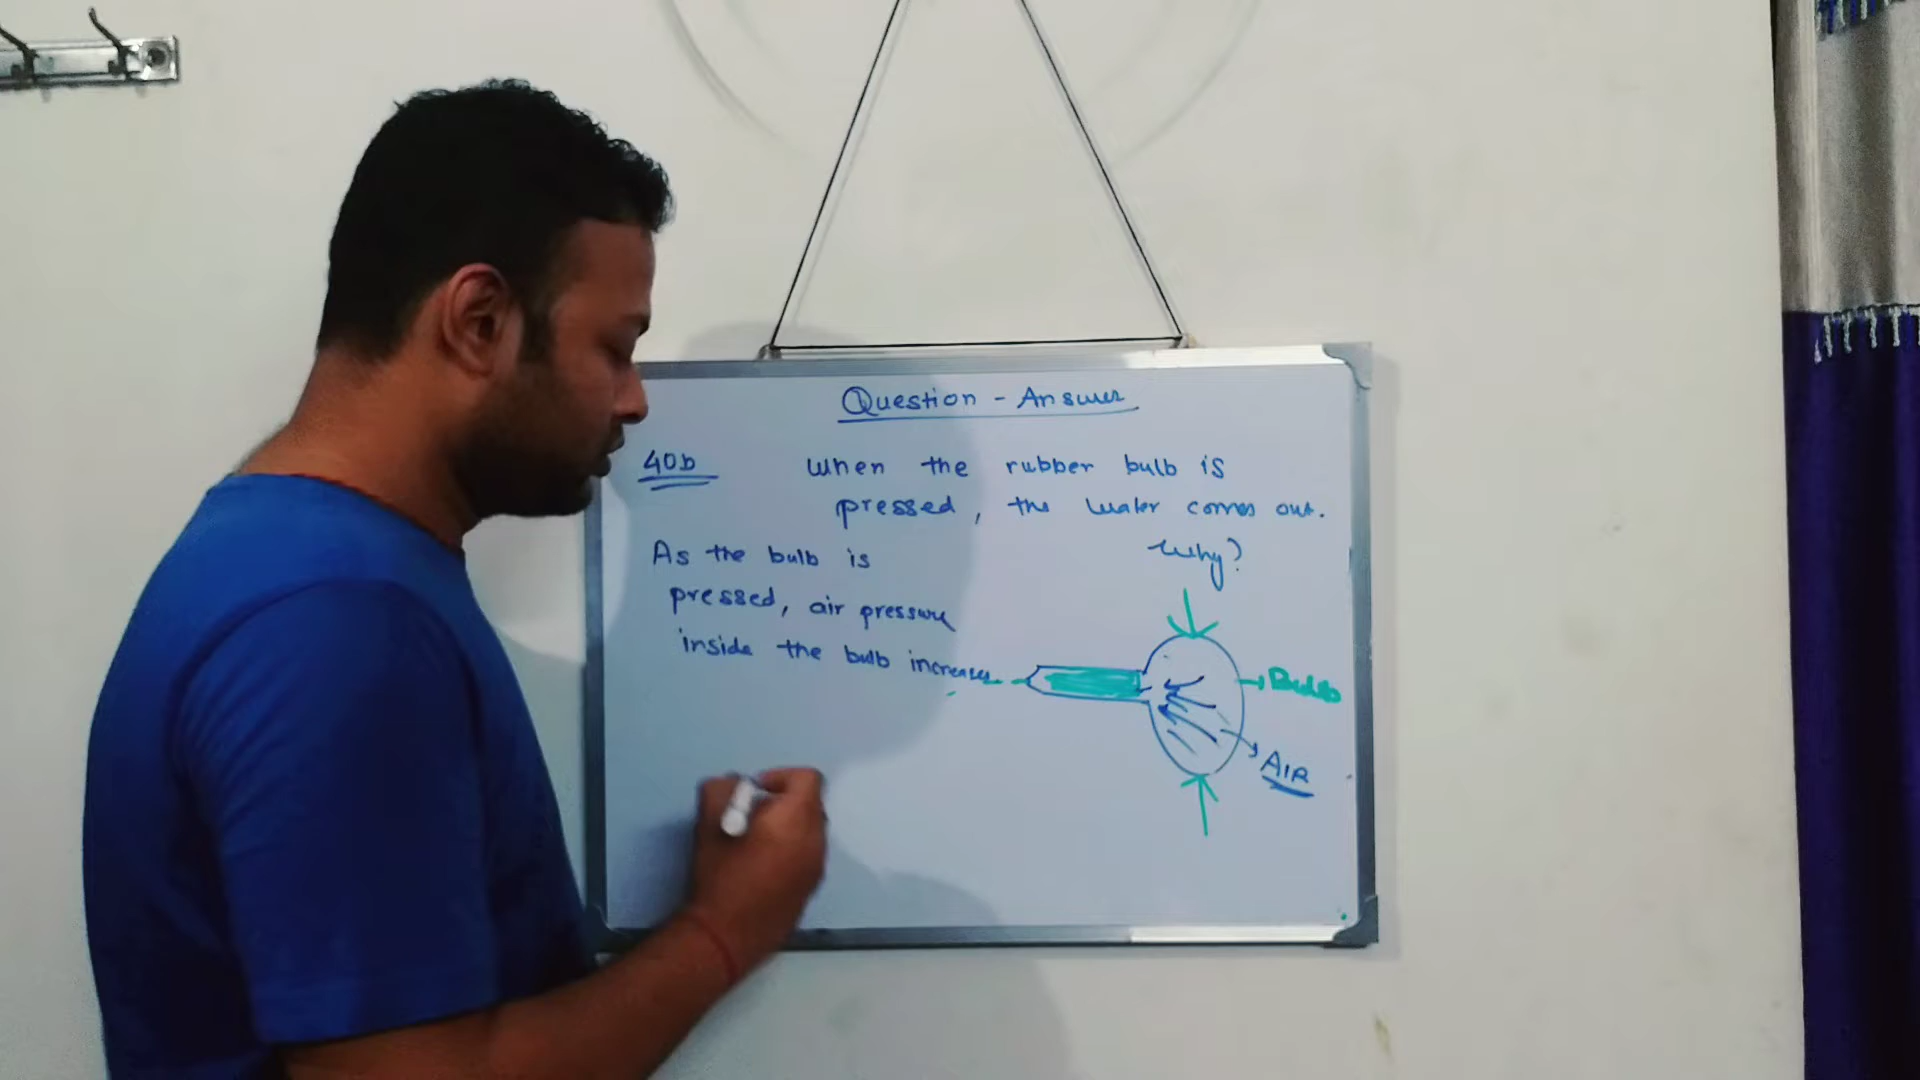 Question - Answer
40b
When the rubber bulb is
pressed, the water comes out.
Why?
As the bulb is
pressed, air pressure
inside the bulb increases
Bulb
AIR